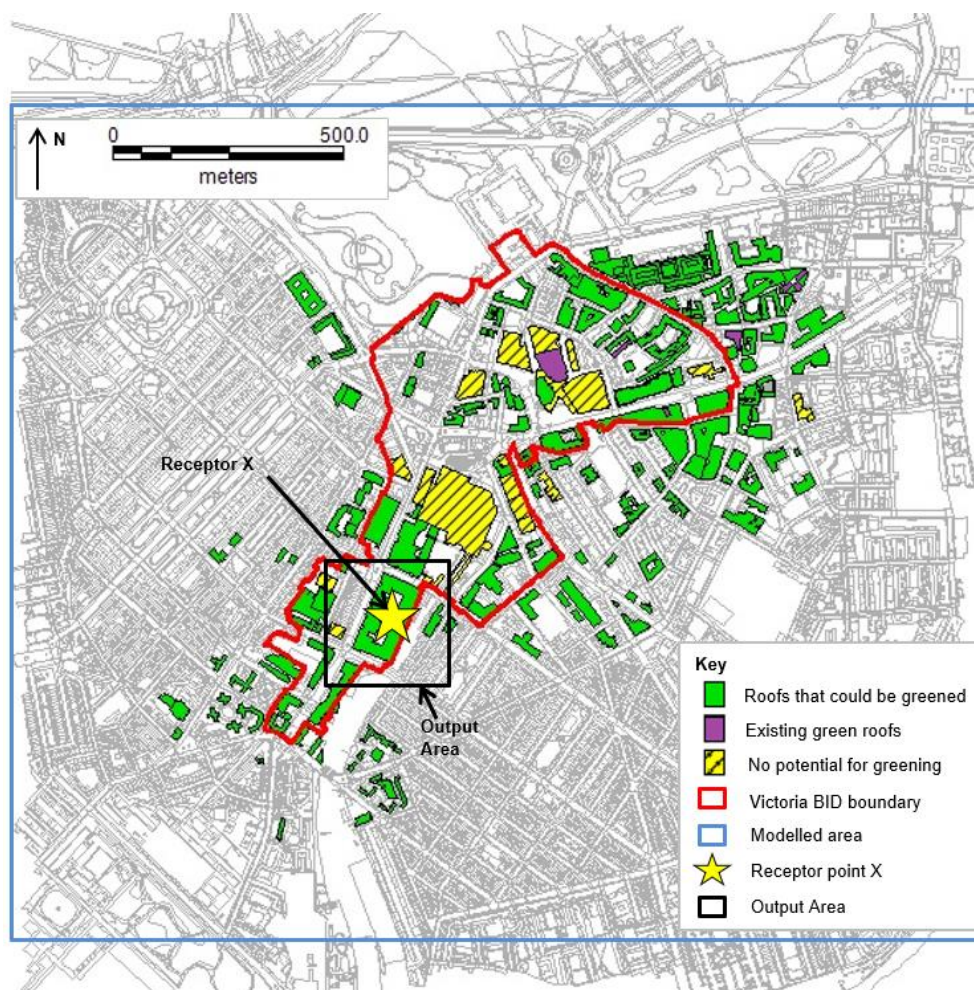 N
0 500.0
meters
Receptor X
Output
Area
Key
Roofs that could be greened
Existing green roofs
No potential for greening
Victoria BID boundary
Modelled area
Receptor point X
Output Area